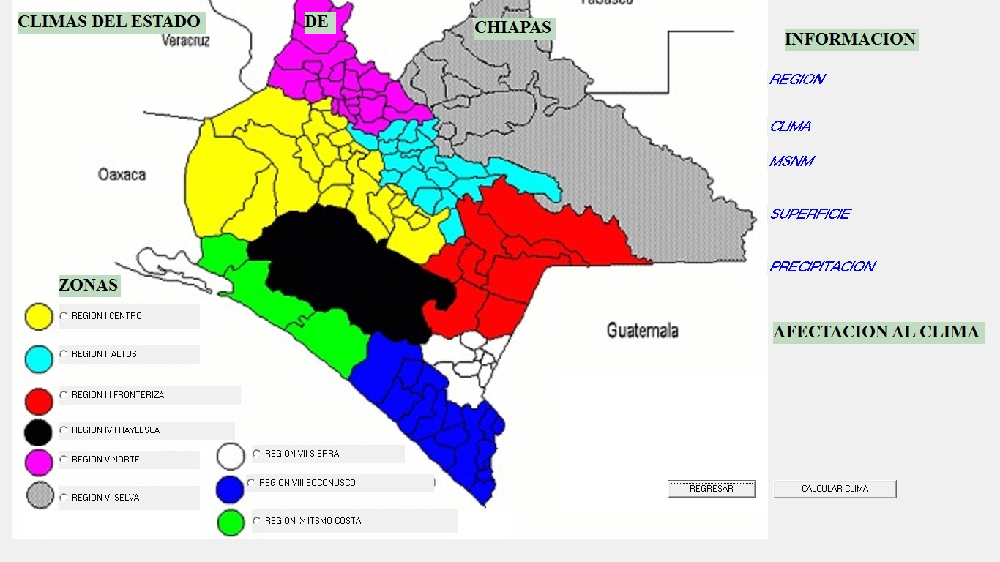 CLIMAS DEL ESTADO DE CHIAPAS
Tabasco
Veracruz
INFORMACION
REGION
CLIMA
MSNM
Oaxaca
SUPERFICIE
PRECIPITACION
ZONAS
REGION I CENTRO
Guatemala
AFECTACION AL CLIMA
REGION II ALTOS
REGION III FRONTERIZA
REGION IV FRAYLESCA
REGION V NORTE
REGION VI SELVA
REGION VII SIERRA
REGION VIII SOCONUSCO
REGION IX ITSMO COSTA
REGRESAR
CALCULAR CLIMA